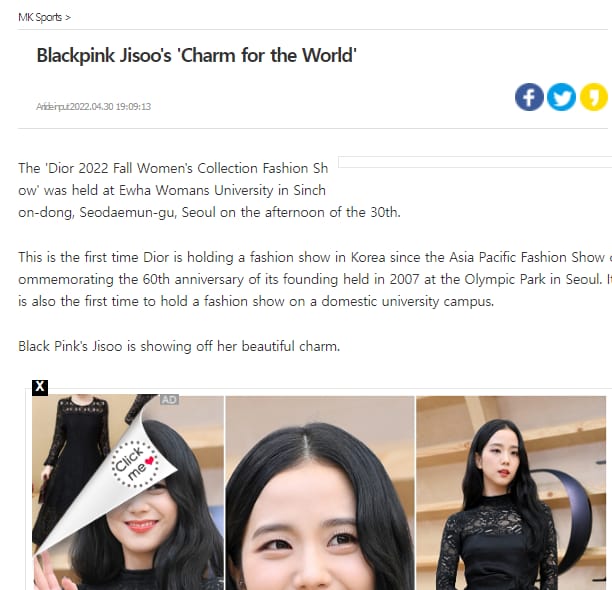 MK Sports >
Blackpink Jisoo's 'Charm for the World'
Article input 2022.04.30 19:09:13
The 'Dior 2022 Fall Women's Collection Fashion Sh
ow' was held at Ewha Womans University in Sinch
on-dong, Seodaemun-gu, Seoul on the afternoon of the 30th.
This is the first time Dior is holding a fashion show in Korea since the Asia Pacific Fashion Show c
ommemorating the 60th anniversary of its founding held in 2007 at the Olympic Park in Seoul. It
is also the first time to hold a fashion show on a domestic university campus.
Black Pink's Jisoo is showing off her beautiful charm.
X
AD
Click
me